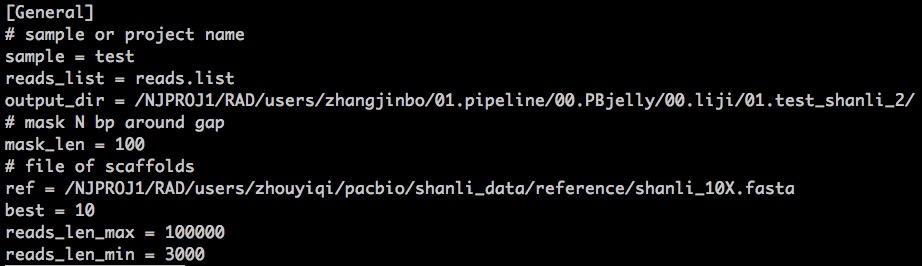 [General]
# sample or project name
sample = test
reads_list = reads.list
output_dir = /NJPROJ1/RAD/users/zhangjinbo/01.pipeline/00.PBjelly/00.liji/01.test_shanli_2/
# mask N bp around gap
mask_len = 100
# file of scaffolds
ref = /NJPROJ1/RAD/users/zhouyiqi/pacbio/shanli_data/reference/shanli_10X.fasta
best = 10
reads_len_max = 100000
reads_len_min = 3000